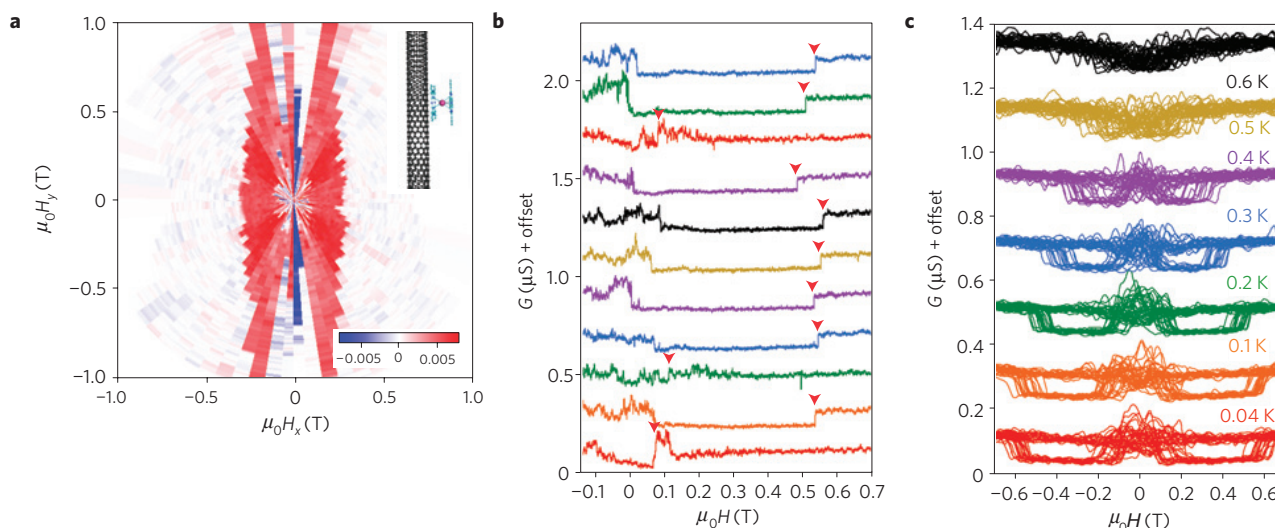 a
1.0
0.5
0
−0.5
−1.0
μ₀Hy (T)
−0.005 0 0.005
−1.0 −0.5 0 0.5 1.0
μ₀Hx (T)
b
2.0
1.5
1.0
0.5
0
G (μS) + offset
−0.1 0 0.1 0.2 0.3 0.4 0.5 0.6 0.7
μ₀H (T)
c
1.4
1.2
1.0
0.8
0.6
0.4
0.2
0
G (μS) + offset
0.6 K
0.5 K
0.4 K
0.3 K
0.2 K
0.1 K
0.04 K
−0.6 −0.4 −0.2 0 0.2 0.4 0.6
μ₀H (T)